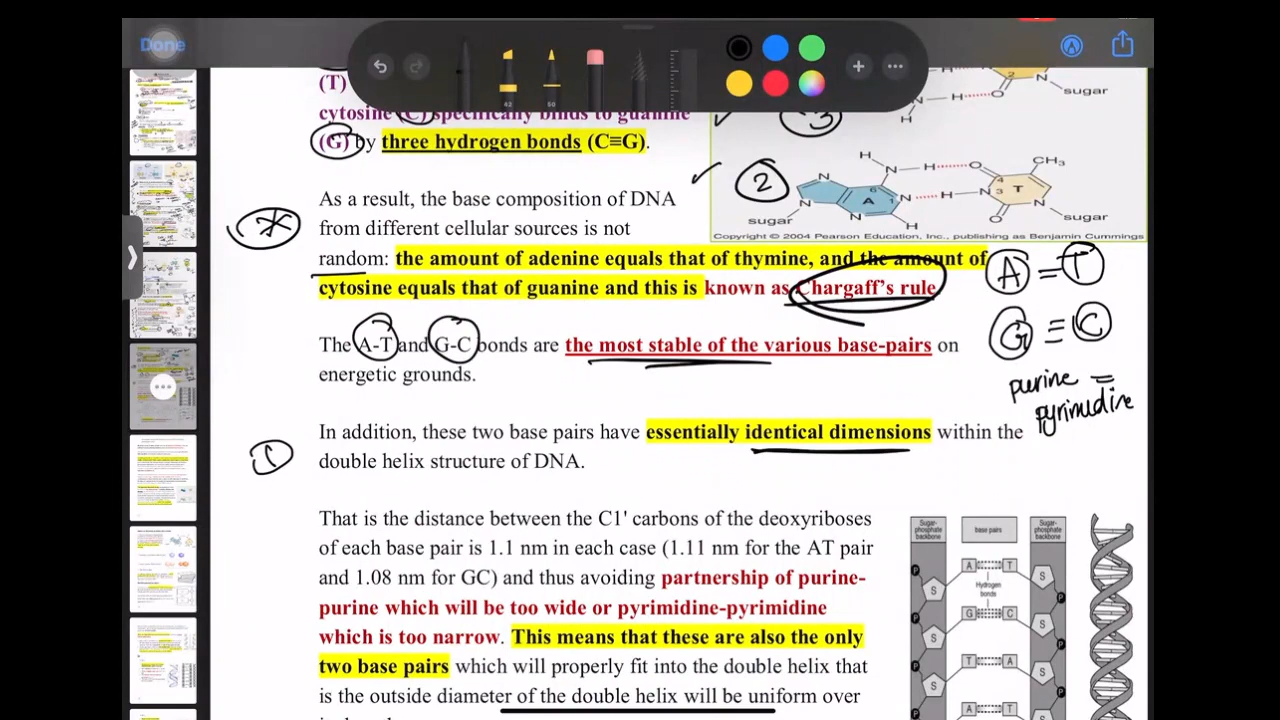 Done
42
50
(T)
cytosine (C) specifically binds to guanine
(G) by three hydrogen bonds (C≡G).
As a result, the base composition of DNA
from different cellular sources is not
random: the amount of adenine equals that of thymine, and the amount of
cytosine equals that of guanine and this is known as Chargaff's rule
The A-T and G-C bonds are the most stable of the various base-pairs on
energetic grounds.
In addition, these two base pairs have essentially identical dimensions within the
double helix structure of DNA.
That is the distance between the C1' carbons of the deoxyriboses
of each base pair is 1.1 nm in each case (1.11 nm for the AT pair
and 1.08 nm for GC) and thus avoiding partnership of purine-
purine which will be too wide or pyrimidine-pyrimidine
which is too narrow. This means that these are also the only
two base pairs which will properly fit into the double helix that
is the outside diameter of the double helix will be uniform over
N H O 2 N sugar
3
2
H N H O CH₃
N 6 4
A 1 N H N 3 T
N N O
sugar H sugar
Copyright © 2004 Pearson Education, Inc., publishing as Benjamin Cummings
A = T
G ≡ C
purine =
pyrimidine
1
Sugar-phosphate backbone
base pairs
Sugar-phosphate backbone
P A T S
S Hydrogen bonds P
P G C S
S P
P T A S
S P
P A T S